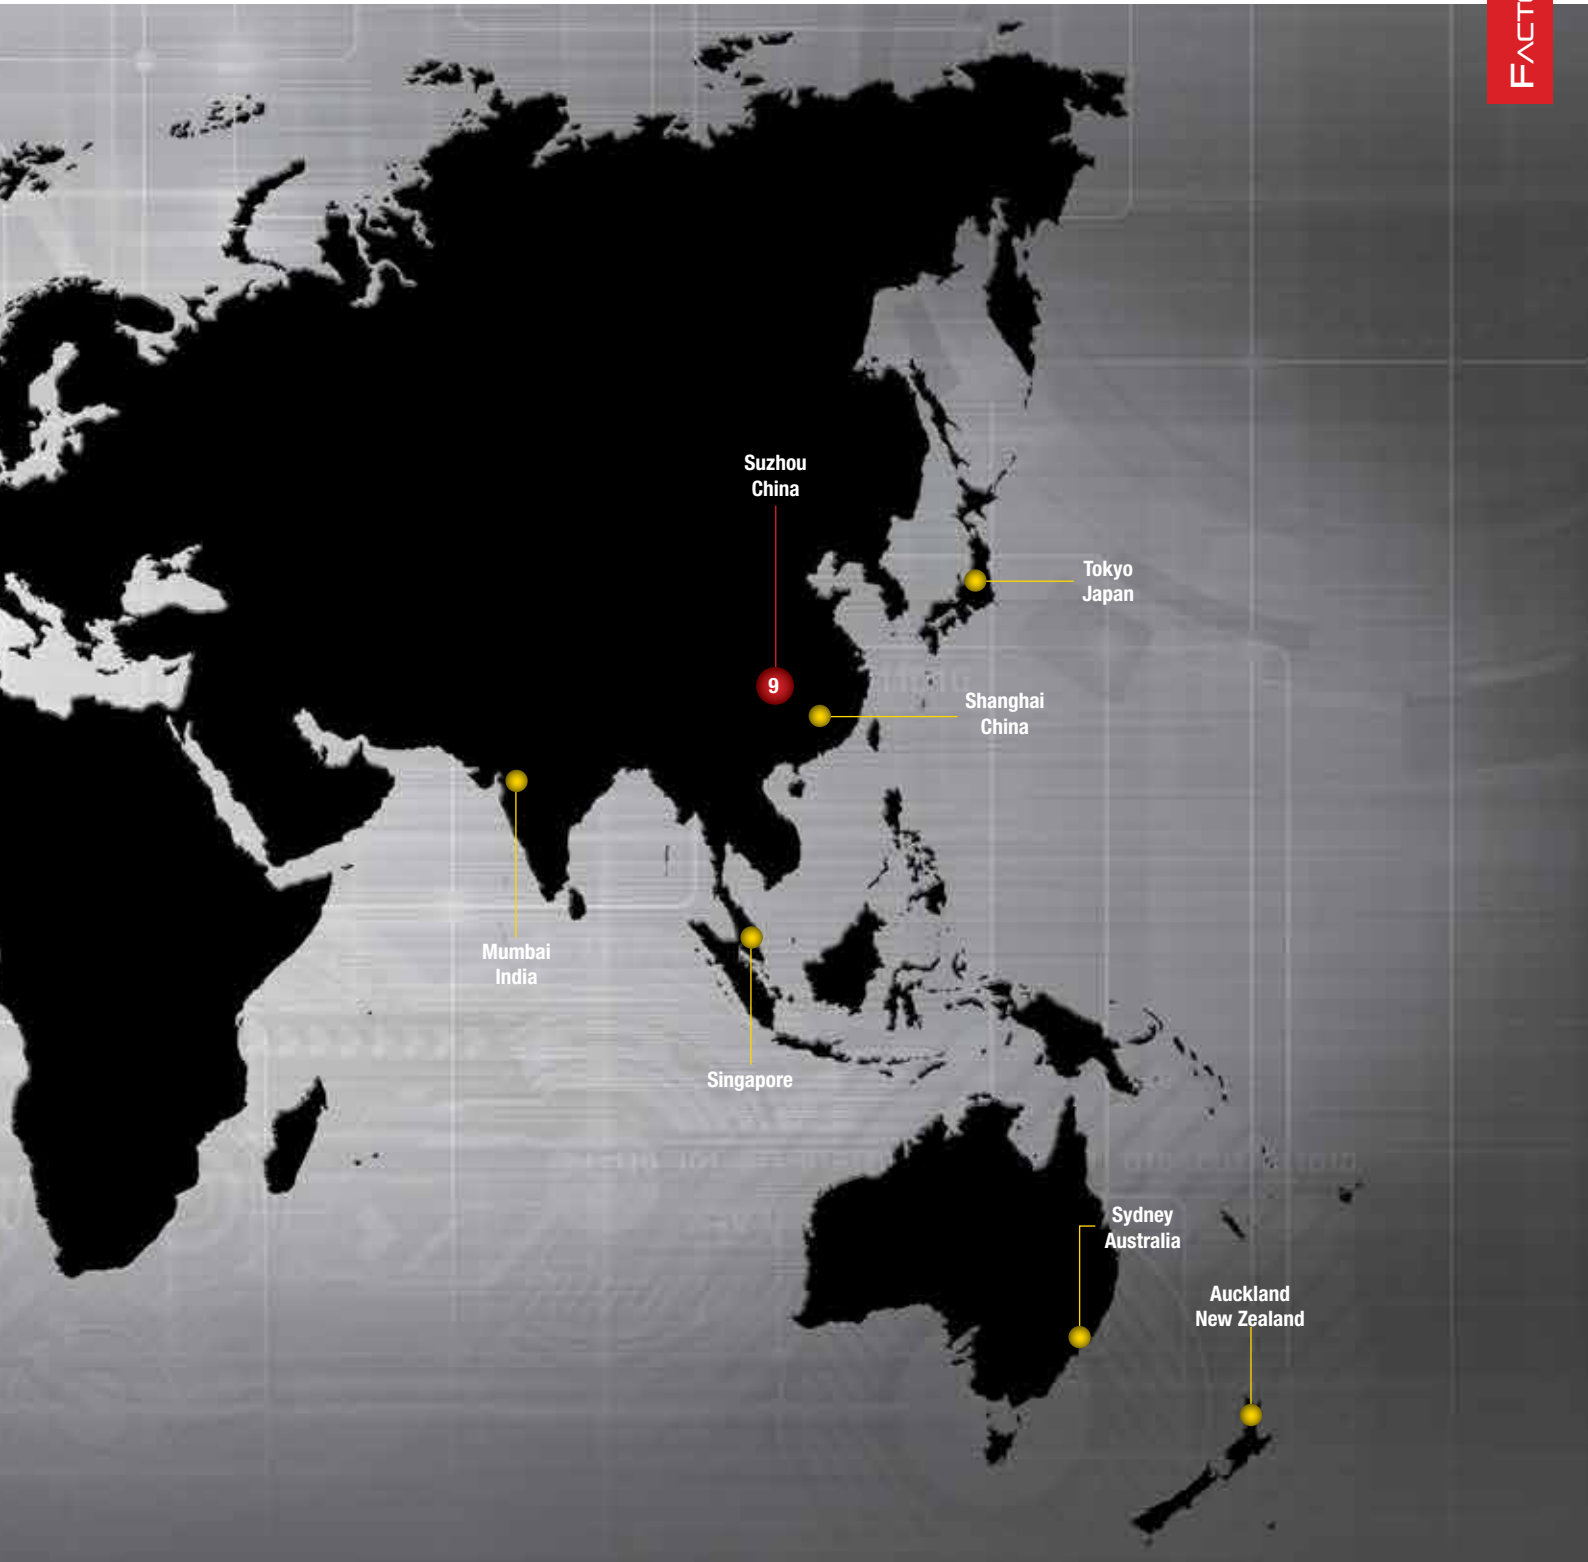 FACT
Suzhou
China
Tokyo
Japan
9
Shanghai
China
Mumbai
India
Singapore
Sydney
Australia
Auckland
New Zealand